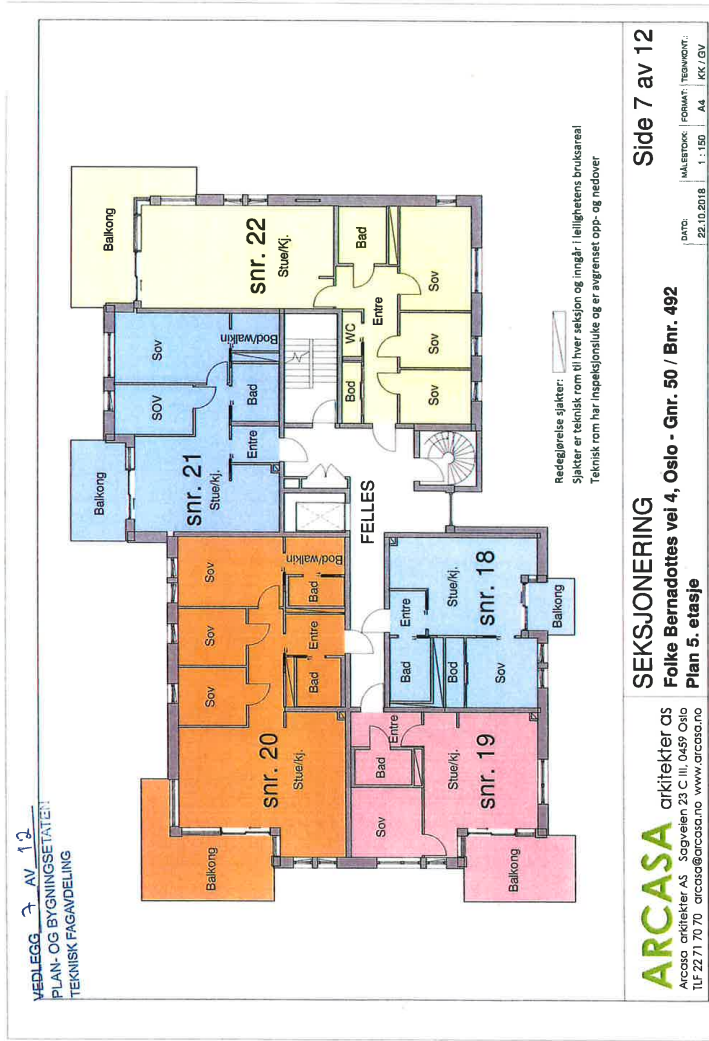 VEDLEGG 7 AV 12
PLAN- OG BYGNINGSETATEN
TEKNISK FAGAVDELING
Balkong
snr. 20
Stue/kj.
Sov
Sov
Sov
Bad
Entre
Bad
Bod/walkin
Balkong
snr. 21
Stue/kj.
SOV
Sov
Entre
Bad
Bod/walkin
Balkong
snr. 22
Stue/Kj.
Bad
Entre
WC
Bod
Sov
Sov
Sov
FELLES
Sov
Bad
Entre
Stue/kj.
snr. 19
Balkong
Bad
Entre
Bod
Sov
Stue/kj.
snr. 18
Balkong
Redegjørelse sjakter:
Sjakter er teknisk rom til hver seksjon og inngår i leilighetens bruksareal
Teknisk rom har inspeksjonsluke og er avgrenset opp- og nedover
ARCASA arkitekter as
Arcasa arkitekter AS Sagveien 23 C III, 0459 Oslo
TLF 22 71 70 70 arcasa@arcasa.no www.arcasa.no
SEKSJONERING
Folke Bernadottes vei 4, Oslo - Gnr. 50 / Bnr. 492
Plan 5. etasje
Side 7 av 12
DATO: MÅLESTOKK: FORMAT: TEGN/KONT.:
22.10.2018 1 : 150 A4 KK / GV